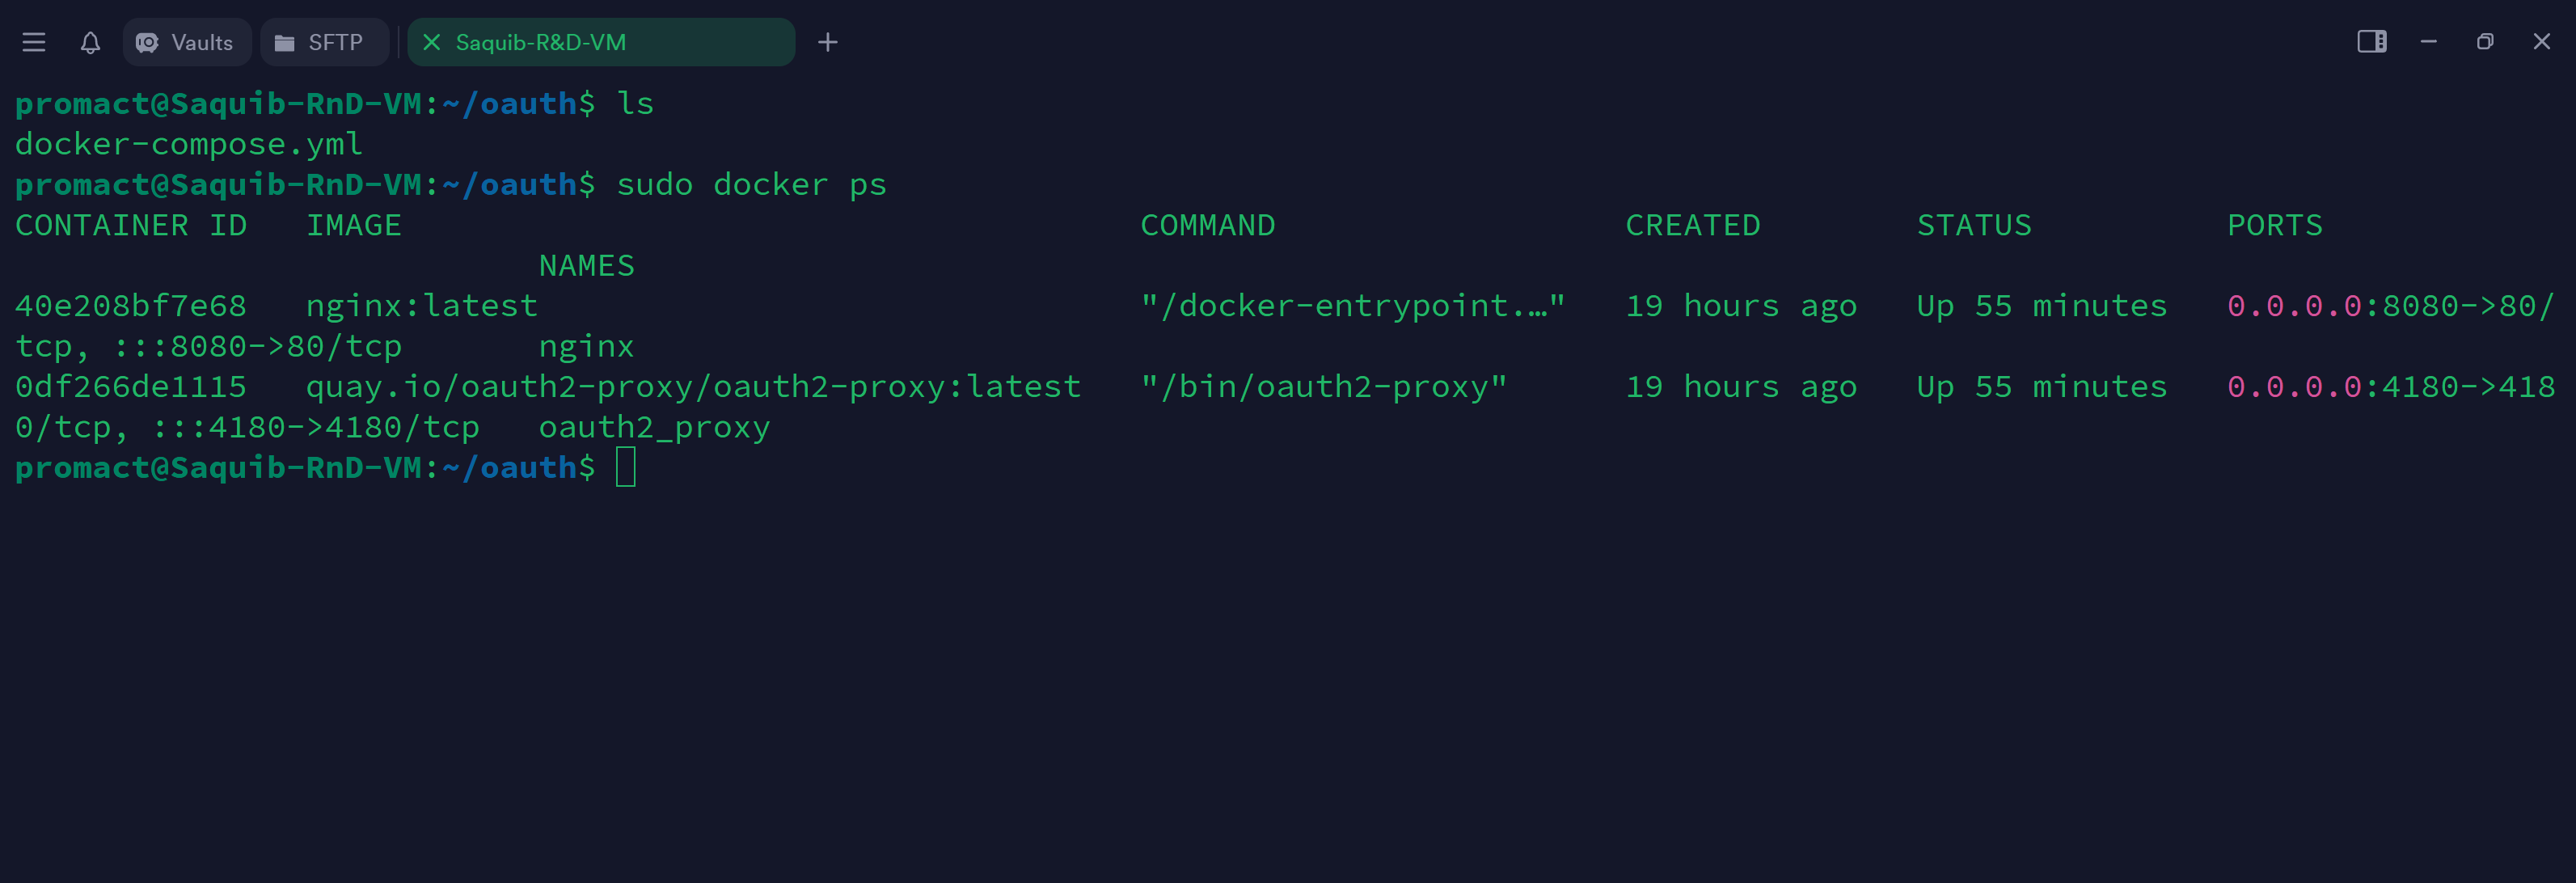 Vaults SFTP Saquib-R&D-VM
promact@Saquib-RnD-VM:~/oauth$ ls
docker-compose.yml
promact@Saquib-RnD-VM:~/oauth$ sudo docker ps
CONTAINER ID   IMAGE                                      COMMAND                  CREATED        STATUS          PORTS
                           NAMES
40e208bf7e68   nginx:latest                               "/docker-entrypoint.…"   19 hours ago   Up 55 minutes   0.0.0.0:8080->80/
tcp, :::8080->80/tcp       nginx
0df266de1115   quay.io/oauth2-proxy/oauth2-proxy:latest   "/bin/oauth2-proxy"      19 hours ago   Up 55 minutes   0.0.0.0:4180->418
0/tcp, :::4180->4180/tcp   oauth2_proxy
promact@Saquib-RnD-VM:~/oauth$